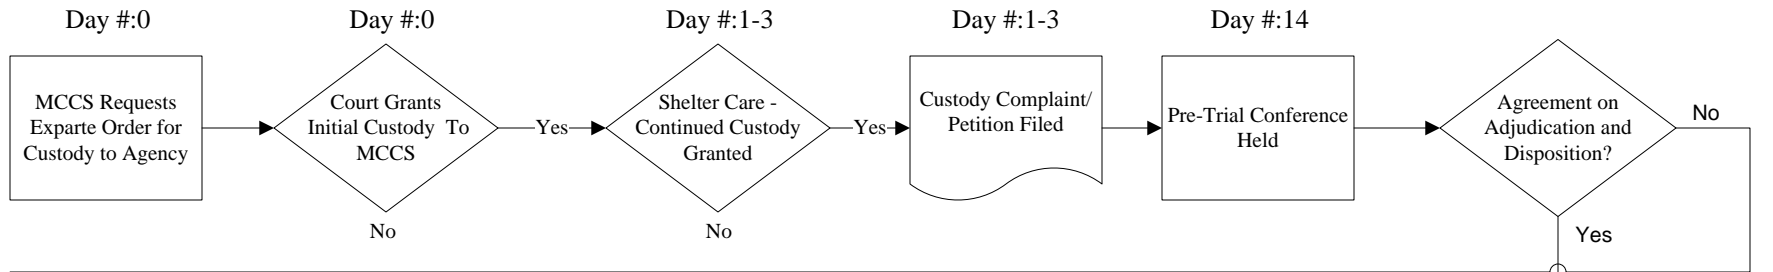 Day #:0
Day #:0
Day #:1-3
Day #:1-3
Day #:14
MCCS Requests
Exparte Order for
Custody to Agency
Court Grants
Initial Custody To
MCCS
Yes
No
Shelter Care -
Continued Custody
Granted
Yes
No
Custody Complaint/
Petition Filed
Pre-Trial Conference
Held
Agreement on
Adjudication and
Disposition?
No
Yes